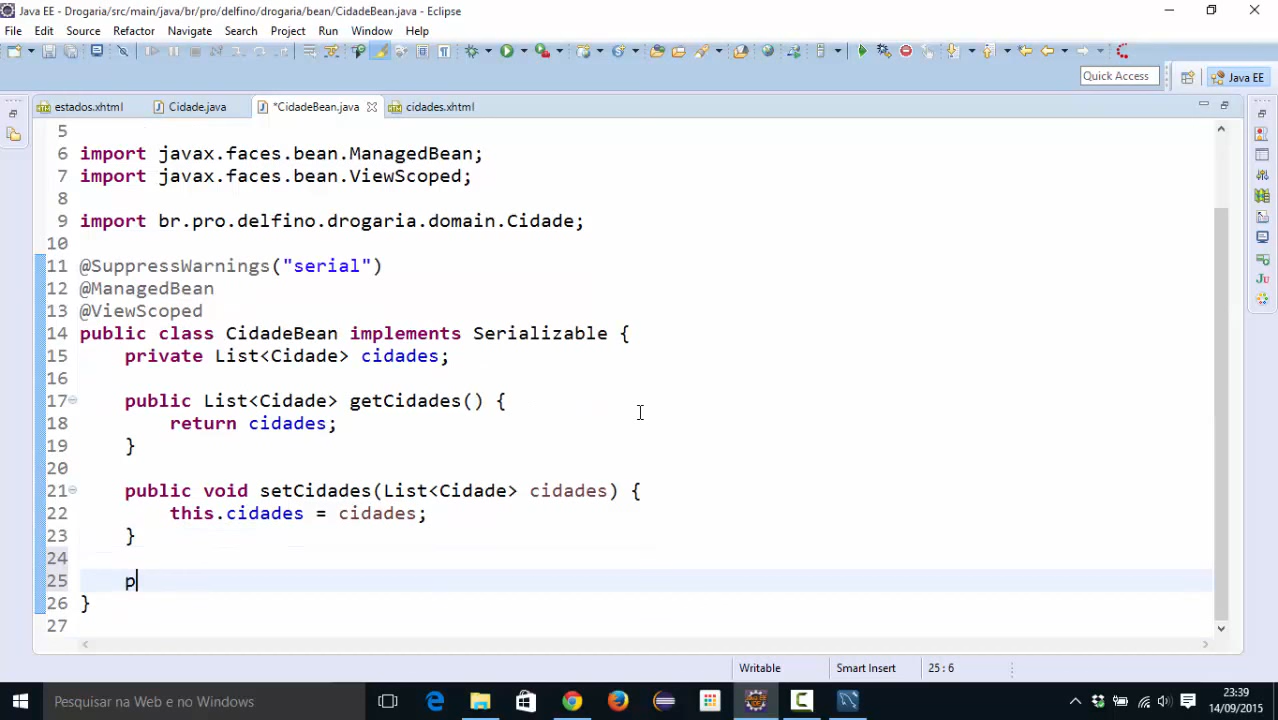 Java EE - Drogaria/src/main/java/br/pro/delfino/drogaria/bean/CidadeBean.java - Eclipse
File Edit Source Refactor Navigate Search Project Run Window Help
Quick Access Java EE
estados.xhtml Cidade.java *CidadeBean.java cidades.xhtml
5
6 import javax.faces.bean.ManagedBean;
7 import javax.faces.bean.ViewScoped;
8
9 import br.pro.delfino.drogaria.domain.Cidade;
10
11 @SuppressWarnings("serial")
12 @ManagedBean
13 @ViewScoped
14 public class CidadeBean implements Serializable {
15 private List<Cidade> cidades;
16
17 public List<Cidade> getCidades() {
18 return cidades;
19 }
20
21 public void setCidades(List<Cidade> cidades) {
22 this.cidades = cidades;
23 }
24
25 p
26 }
27
Writable Smart Insert 25 : 6
Pesquisar na Web e no Windows
23:39
14/09/2015